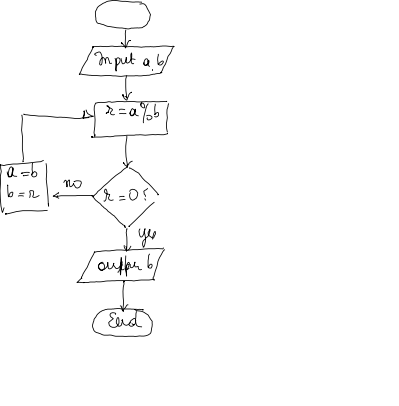 Input a,b
r=a%b
a=b
b=r
no
r=0?
yes
output b
End